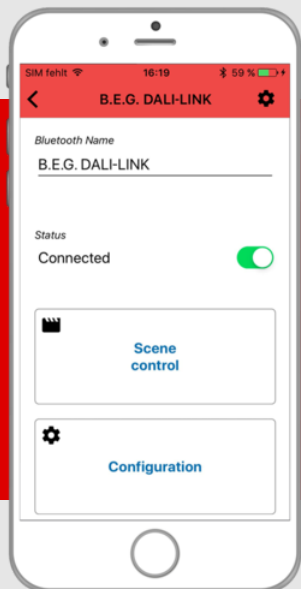 SIM fehlt 16:19 59 %
B.E.G. DALI-LINK
Bluetooth Name
B.E.G. DALI-LINK
Status
Connected
Scene
control
Configuration